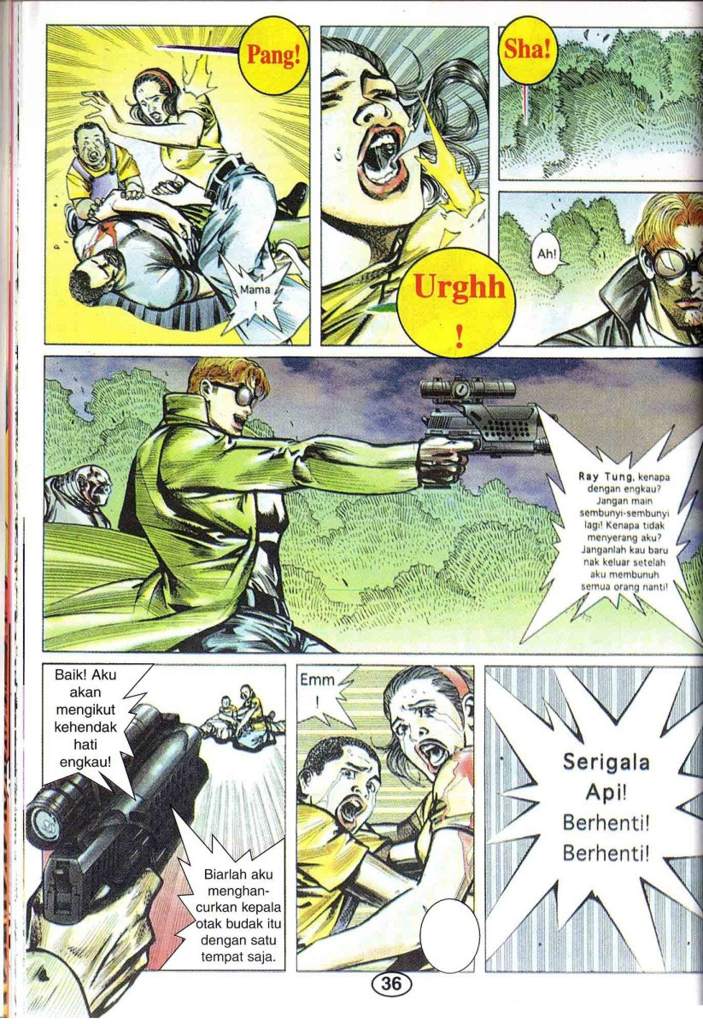 Pang!
Mama
!
Urghh
!
Sha!
Ah!
Ray Tung, kenapa
dengan engkau?
Jangan main
sembunyi-sembunyi
lagi! Kenapa tidak
menyerang aku?
Janganlah kau baru
nak keluar setelah
aku membunuh
semua orang nanti!
Baik! Aku
akan
mengikut
kehendak
hati
engkau!
Biarlah aku
menghan-
curkan kepala
otak budak itu
dengan satu
tempat saja.
Emm
!
Serigala
Api!
Berhenti!
Berhenti!
36